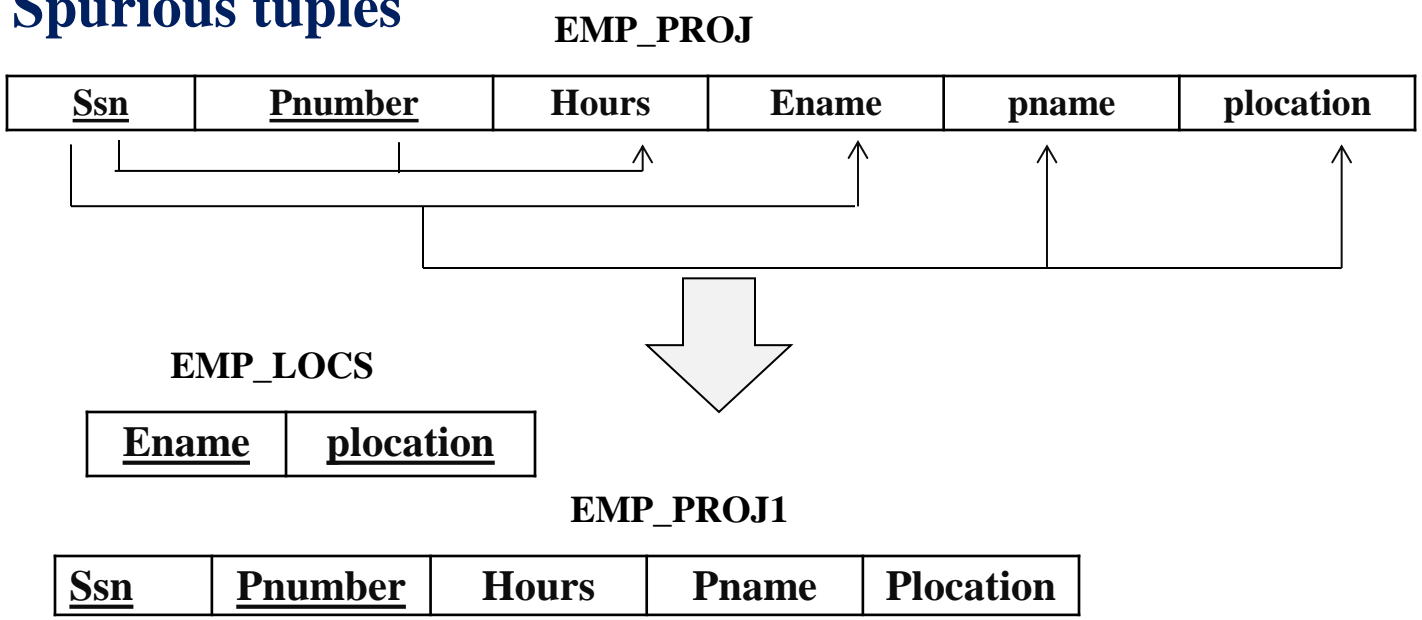 Spurious tuples
EMP_PROJ
Ssn Pnumber Hours Ename pname plocation
EMP_LOCS
Ename plocation
EMP_PROJ1
Ssn Pnumber Hours Pname Plocation